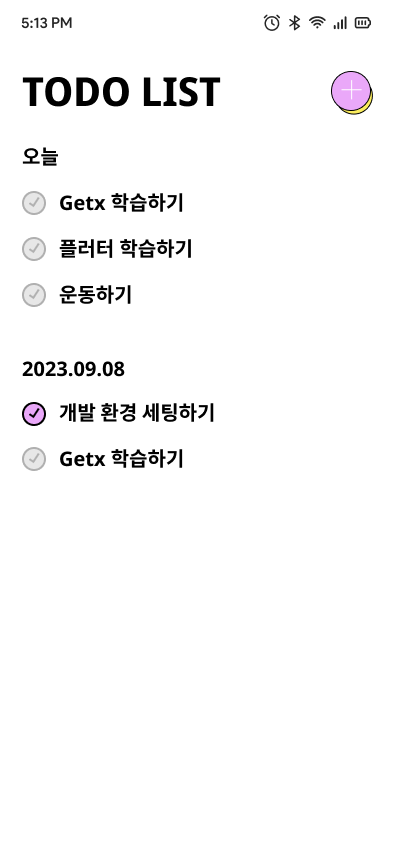 5:13 PM
TODO LIST
오늘
Getx 학습하기
플러터 학습하기
운동하기
2023.09.08
개발 환경 세팅하기
Getx 학습하기